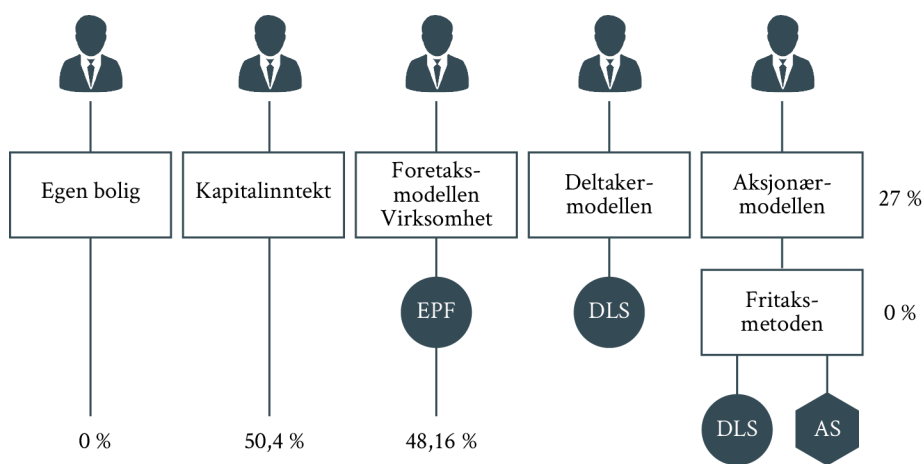 Egen bolig
Kapitalinntekt
Foretaks-
modellen
Virksomhet
Deltaker-
modellen
Aksjonær-
modellen
27 %
EPF
DLS
Fritaks-
metoden
0 %
DLS
AS
0 %
50,4 %
48,16 %